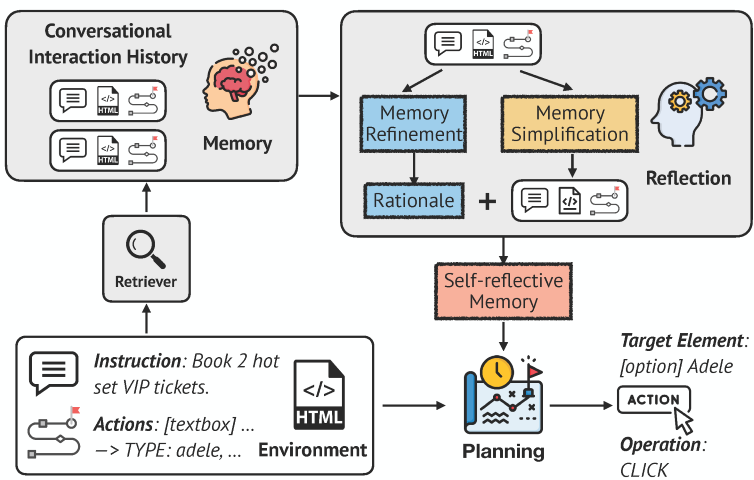 Conversational
Interaction History
</>
HTML
</>
HTML
Memory
</>
HTML
Memory
Refinement
Memory
Simplification
Rationale
+
</>
Reflection
Retriever
Self-reflective
Memory
Instruction: Book 2 hot
set VIP tickets.
Actions: [textbox] ...
—> TYPE: adele, ...
</>
HTML
Environment
Planning
Target Element:
[option] Adele
ACTION
Operation:
CLICK